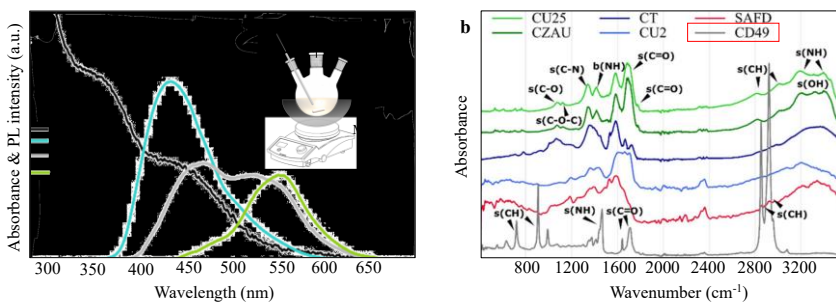 Absorbance & PL intensity (a.u.)
300 350 400 450 500 550 600 650
Wavelength (nm)
b
CU25 CT SAFD
CZAU CU2 CD49
s(C-N) b(NH) s(C=O) s(CH) s(NH)
s(C-O) s(OH)
s(C-O-C)
s(CH) s(NH) s(C=O) s(CH)
Absorbance
800 1200 1600 2000 2400 2800 3200
Wavenumber (cm⁻¹)